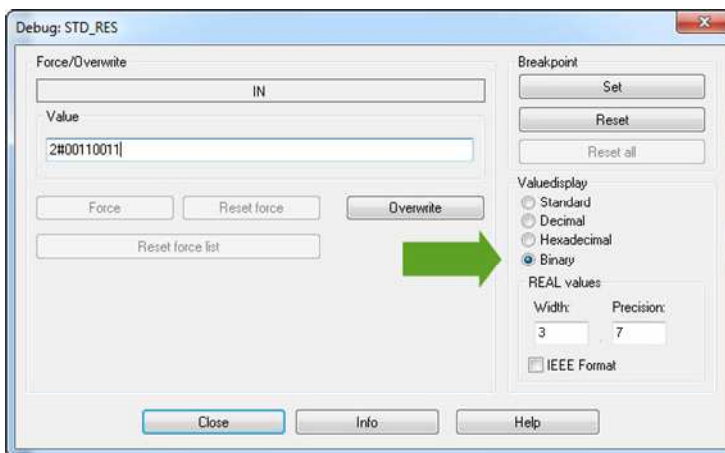 Debug: STD_RES
Force/Overwrite
IN
Value
2#00110011
Force
Reset force
Overwrite
Reset force list
Breakpoint
Set
Reset
Reset all
Valuedisplay
Standard
Decimal
Hexadecimal
Binary
REAL values
Width:
Precision:
3
.
7
IEEE Format
Close
Info
Help